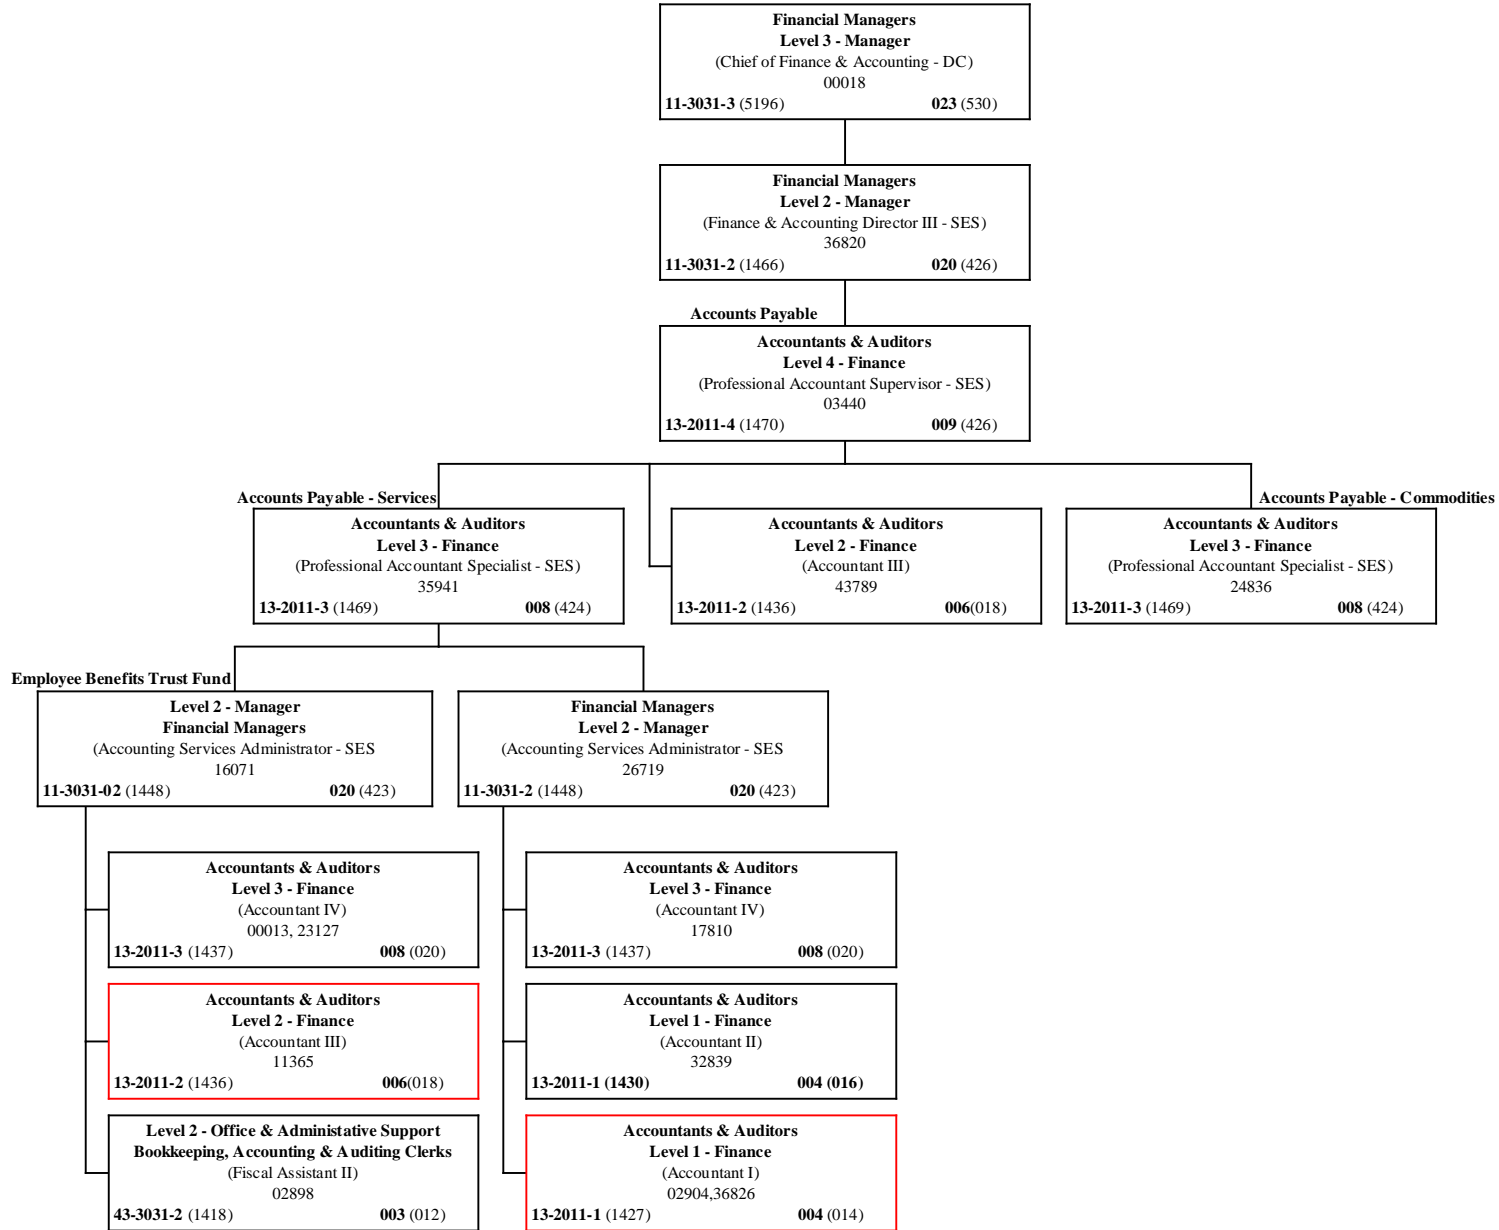 Financial Managers
Level 3 - Manager
(Chief of Finance & Accounting - DC)
00018
11-3031-3 (5196) 023 (530)
Financial Managers
Level 2 - Manager
(Finance & Accounting Director III - SES)
36820
11-3031-2 (1466) 020 (426)
Accounts Payable
Accountants & Auditors
Level 4 - Finance
(Professional Accountant Supervisor - SES)
03440
13-2011-4 (1470) 009 (426)
Accounts Payable - Services
Accountants & Auditors
Level 3 - Finance
(Professional Accountant Specialist - SES)
35941
13-2011-3 (1469) 008 (424)
Accountants & Auditors
Level 2 - Finance
(Accountant III)
43789
13-2011-2 (1436) 006(018)
Accounts Payable - Commodities
Accountants & Auditors
Level 3 - Finance
(Professional Accountant Specialist - SES)
24836
13-2011-3 (1469) 008 (424)
Employee Benefits Trust Fund
Level 2 - Manager
Financial Managers
(Accounting Services Administrator - SES
16071
11-3031-02 (1448) 020 (423)
Accountants & Auditors
Level 3 - Finance
(Accountant IV)
00013, 23127
13-2011-3 (1437) 008 (020)
Accountants & Auditors
Level 2 - Finance
(Accountant III)
11365
13-2011-2 (1436) 006(018)
Level 2 - Office & Administative Support
Bookkeeping, Accounting & Auditing Clerks
(Fiscal Assistant II)
02898
43-3031-2 (1418) 003 (012)
Financial Managers
Level 2 - Manager
(Accounting Services Administrator - SES
26719
11-3031-2 (1448) 020 (423)
Accountants & Auditors
Level 3 - Finance
(Accountant IV)
17810
13-2011-3 (1437) 008 (020)
Accountants & Auditors
Level 1 - Finance
(Accountant II)
32839
13-2011-1 (1430) 004 (016)
Accountants & Auditors
Level 1 - Finance
(Accountant I)
02904,36826
13-2011-1 (1427) 004 (014)